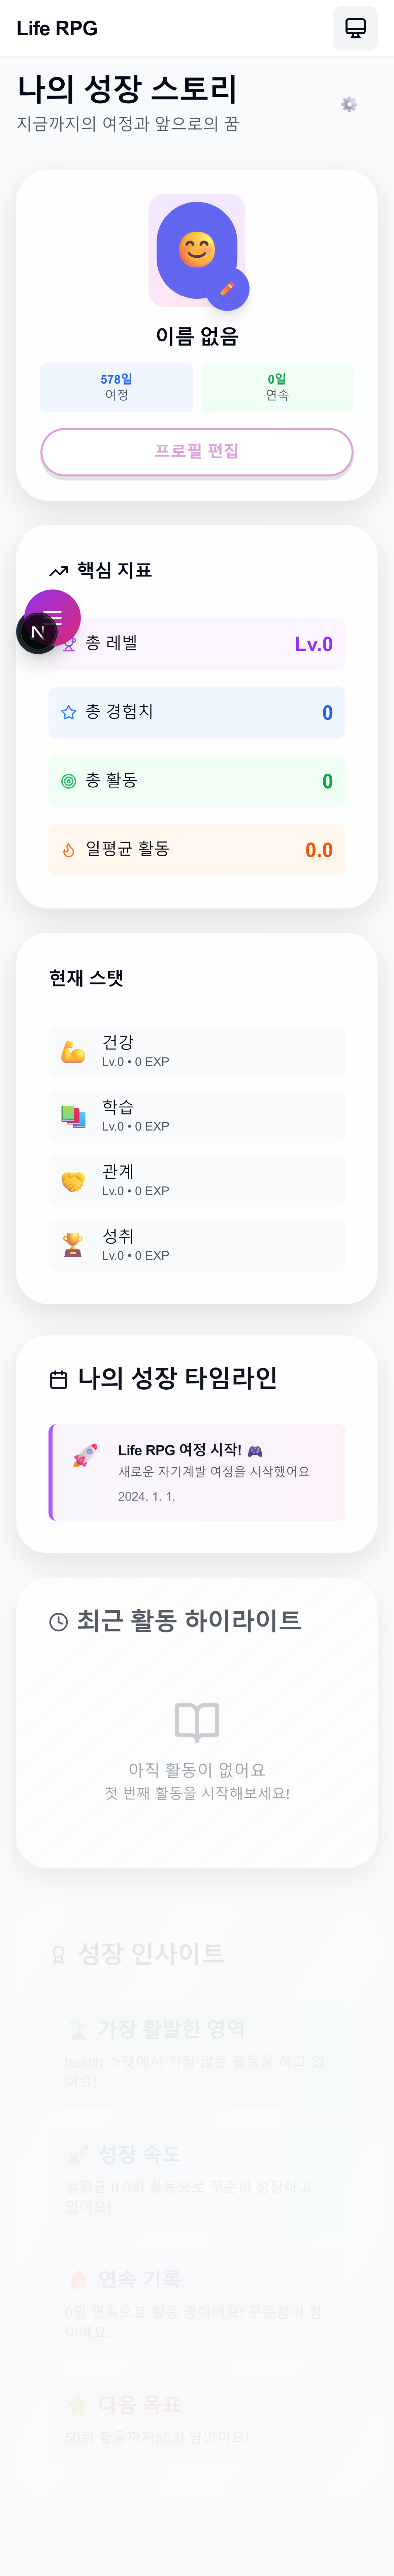 Life RPG
나의 성장 스토리
지금까지의 여정과 앞으로의 꿈
이름 없음
578일
여정
0일
연속
프로필 편집
핵심 지표
N
총 레벨
Lv.0
총 경험치
0
총 활동
0
일평균 활동
0.0
현재 스탯
건강
Lv.0 • 0 EXP
학습
Lv.0 • 0 EXP
관계
Lv.0 • 0 EXP
성취
Lv.0 • 0 EXP
나의 성장 타임라인
Life RPG 여정 시작! 🎮
새로운 자기계발 여정을 시작했어요
2024. 1. 1.
최근 활동 하이라이트
아직 활동이 없어요
첫 번째 활동을 시작해보세요!
성장 인사이트
가장 활발한 영역
health 스탯에서 가장 많은 활동을 하고 있
어요!
성장 속도
일평균 0.0회 활동으로 꾸준히 성장하고
있어요!
연속 기록
0일 연속으로 활동 중이에요! 꾸준함이 힘
이에요.
다음 목표
50회 활동까지50회 남았어요!